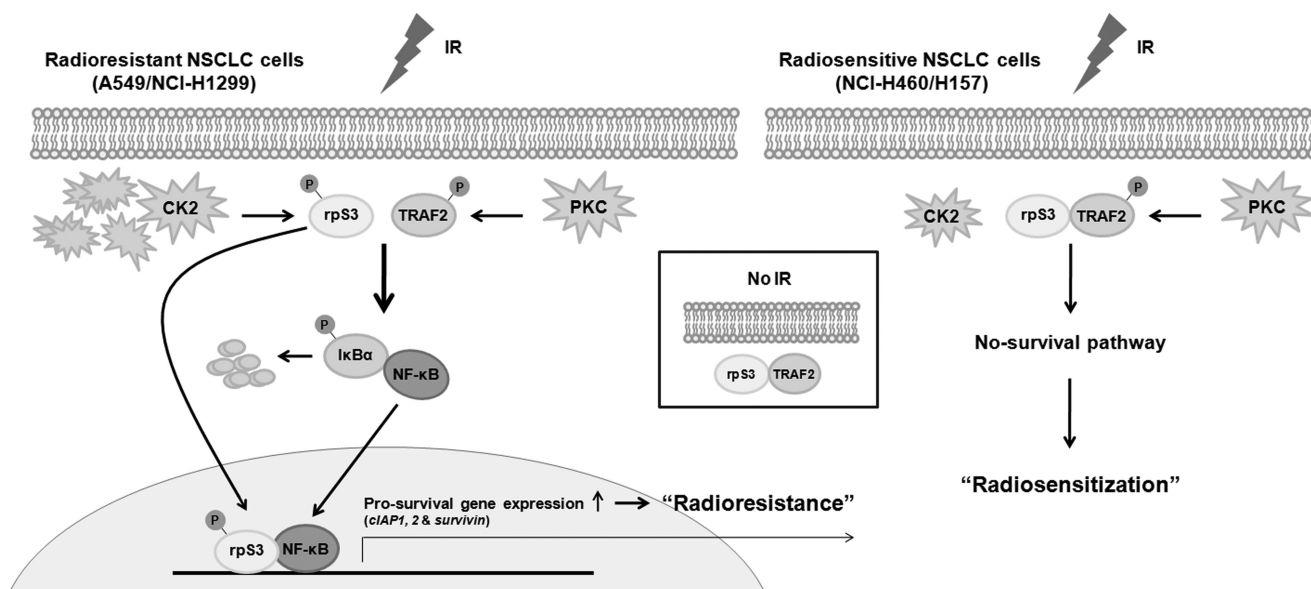 Radioresistant NSCLC cells
(A549/NCI-H1299)
IR
CK2
P
rpS3
P
TRAF2
PKC
P
IκBα
NF-κB
P
rpS3
NF-κB
Pro-survival gene expression ↑ → “Radioresistance”
(cIAP1, 2 & survivin)
No IR
rpS3
TRAF2
Radiosensitive NSCLC cells
(NCI-H460/H157)
IR
CK2
rpS3
P
TRAF2
PKC
No-survival pathway
“Radiosensitization”